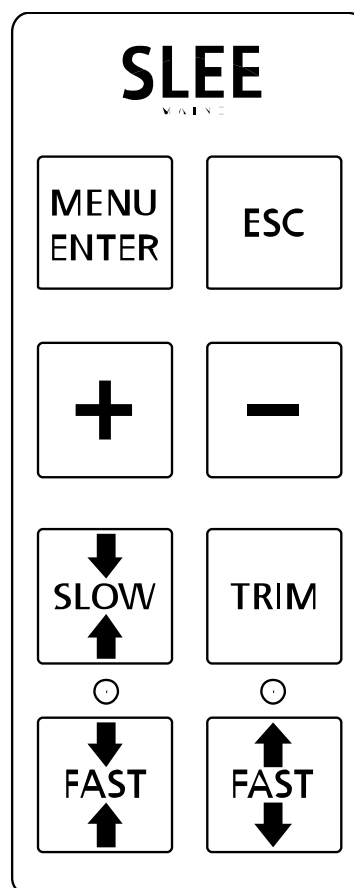 SLEE
MENU
ENTER
ESC
+
−
SLOW
TRIM
FAST
FAST